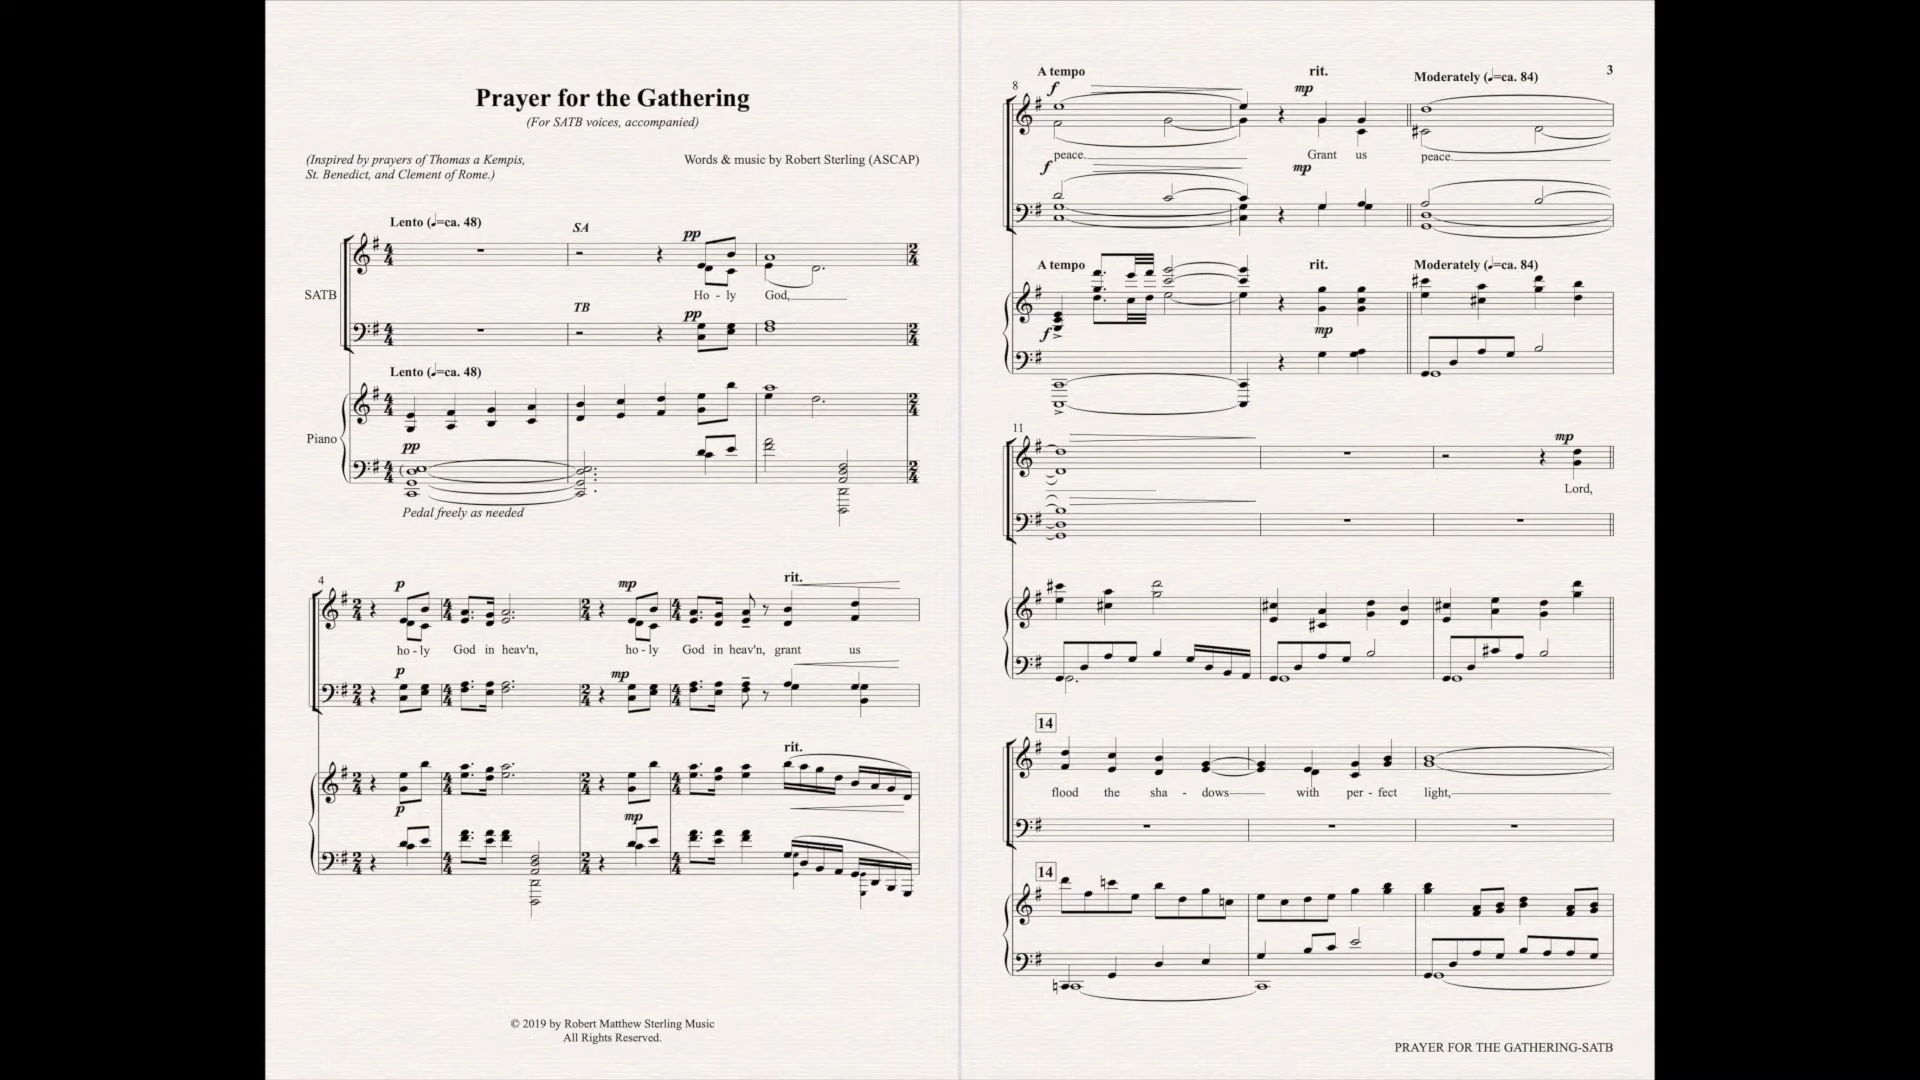 Prayer for the Gathering
(For SATB voices, accompanied)
(Inspired by prayers of Thomas a Kempis,
St. Benedict, and Clement of Rome.)
Words & music by Robert Sterling (ASCAP)
Lento (♩=ca. 48)
SA
pp
SATB
Ho - ly God,
TB
pp
Lento (♩=ca. 48)
Piano
pp
Pedal freely as needed
4
p
mp
rit.
ho - ly God in heav'n, ho - ly God in heav'n, grant us
p
mp
rit.
p
mp
© 2019 by Robert Matthew Sterling Music
All Rights Reserved.
3
A tempo
rit.
Moderately (♩=ca. 84)
8
f
mp
peace. Grant us peace.
f
mp
A tempo
rit.
Moderately (♩=ca. 84)
f
mp
11
mp
Lord,
14
flood the sha - dows with per - fect light,
14
PRAYER FOR THE GATHERING-SATB